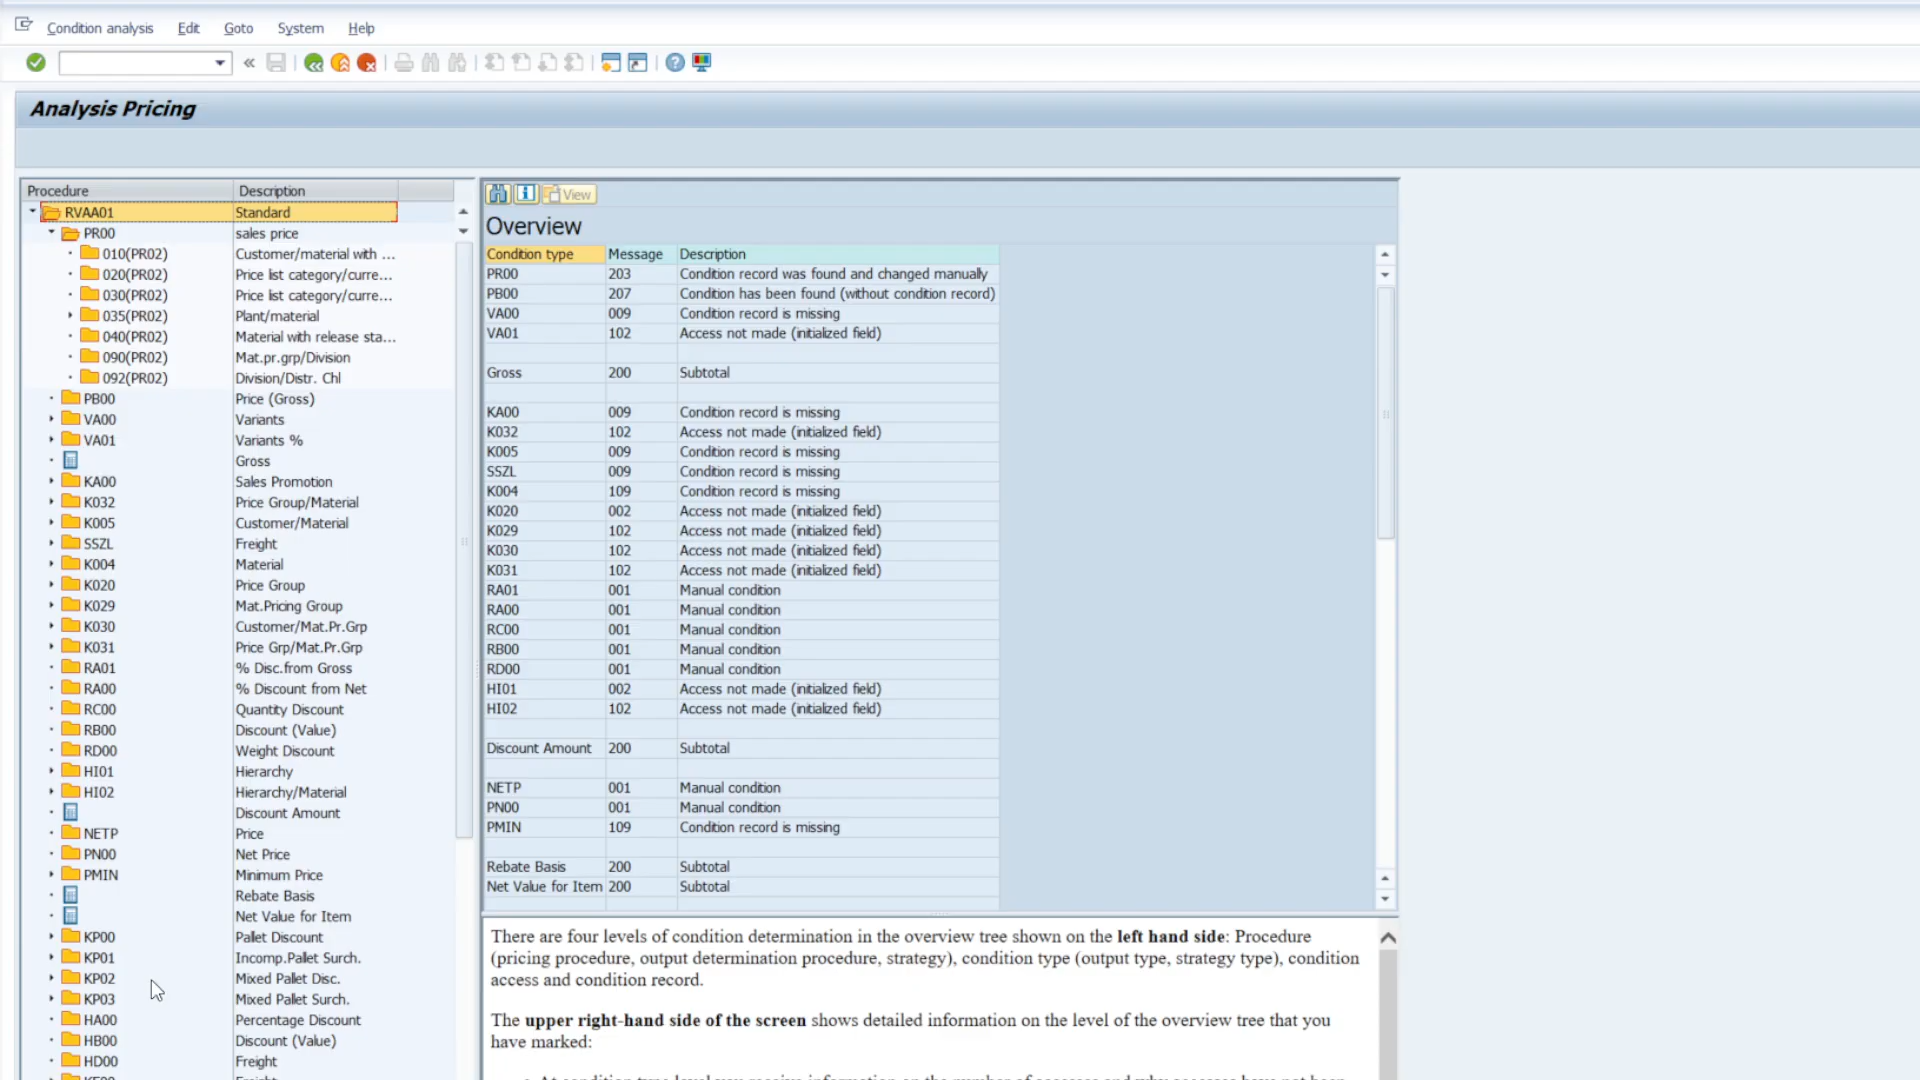 Condition analysis Edit Goto System Help
Analysis Pricing
Procedure Description
RVAA01 Standard
PR00 sales price
010(PR02) Customer/material with ...
020(PR02) Price list category/curre...
030(PR02) Price list category/curre...
035(PR02) Plant/material
040(PR02) Material with release sta...
090(PR02) Mat.pr.grp/Division
092(PR02) Division/Distr. Chl
PB00 Price (Gross)
VA00 Variants
VA01 Variants %
Gross
KA00 Sales Promotion
K032 Price Group/Material
K005 Customer/Material
SSZL Freight
K004 Material
K020 Price Group
K029 Mat.Pricing Group
K030 Customer/Mat.Pr.Grp
K031 Price Grp/Mat.Pr.Grp
RA01 % Disc.from Gross
RA00 % Discount from Net
RC00 Quantity Discount
RB00 Discount (Value)
RD00 Weight Discount
HI01 Hierarchy
HI02 Hierarchy/Material
Discount Amount
NETP Price
PN00 Net Price
PMIN Minimum Price
Rebate Basis
Net Value for Item
KP00 Pallet Discount
KP01 Incomp.Pallet Surch.
KP02 Mixed Pallet Disc.
KP03 Mixed Pallet Surch.
HA00 Percentage Discount
HB00 Discount (Value)
HD00 Freight
View
Overview
Condition type Message Description
PR00 203 Condition record was found and changed manually
PB00 207 Condition has been found (without condition record)
VA00 009 Condition record is missing
VA01 102 Access not made (initialized field)
Gross 200 Subtotal
KA00 009 Condition record is missing
K032 102 Access not made (initialized field)
K005 009 Condition record is missing
SSZL 009 Condition record is missing
K004 109 Condition record is missing
K020 002 Access not made (initialized field)
K029 102 Access not made (initialized field)
K030 102 Access not made (initialized field)
K031 102 Access not made (initialized field)
RA01 001 Manual condition
RA00 001 Manual condition
RC00 001 Manual condition
RB00 001 Manual condition
RD00 001 Manual condition
HI01 002 Access not made (initialized field)
HI02 102 Access not made (initialized field)
Discount Amount 200 Subtotal
NETP 001 Manual condition
PN00 001 Manual condition
PMIN 109 Condition record is missing
Rebate Basis 200 Subtotal
Net Value for Item 200 Subtotal
There are four levels of condition determination in the overview tree shown on the left hand side: Procedure
(pricing procedure, output determination procedure, strategy), condition type (output type, strategy type), condition
access and condition record.
The upper right-hand side of the screen shows detailed information on the level of the overview tree that you
have marked: